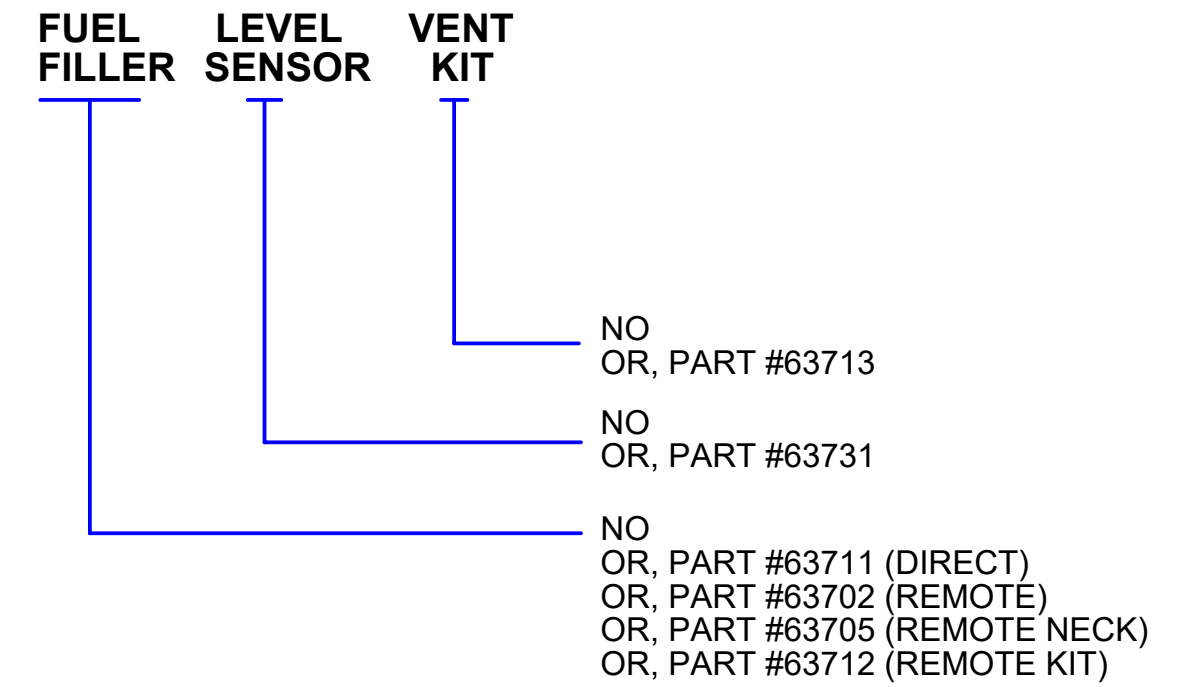 FUEL FILLER
LEVEL SENSOR
VENT KIT
NO
OR, PART #63713
NO
OR, PART #63731
NO
OR, PART #63711 (DIRECT)
OR, PART #63702 (REMOTE)
OR, PART #63705 (REMOTE NECK)
OR, PART #63712 (REMOTE KIT)